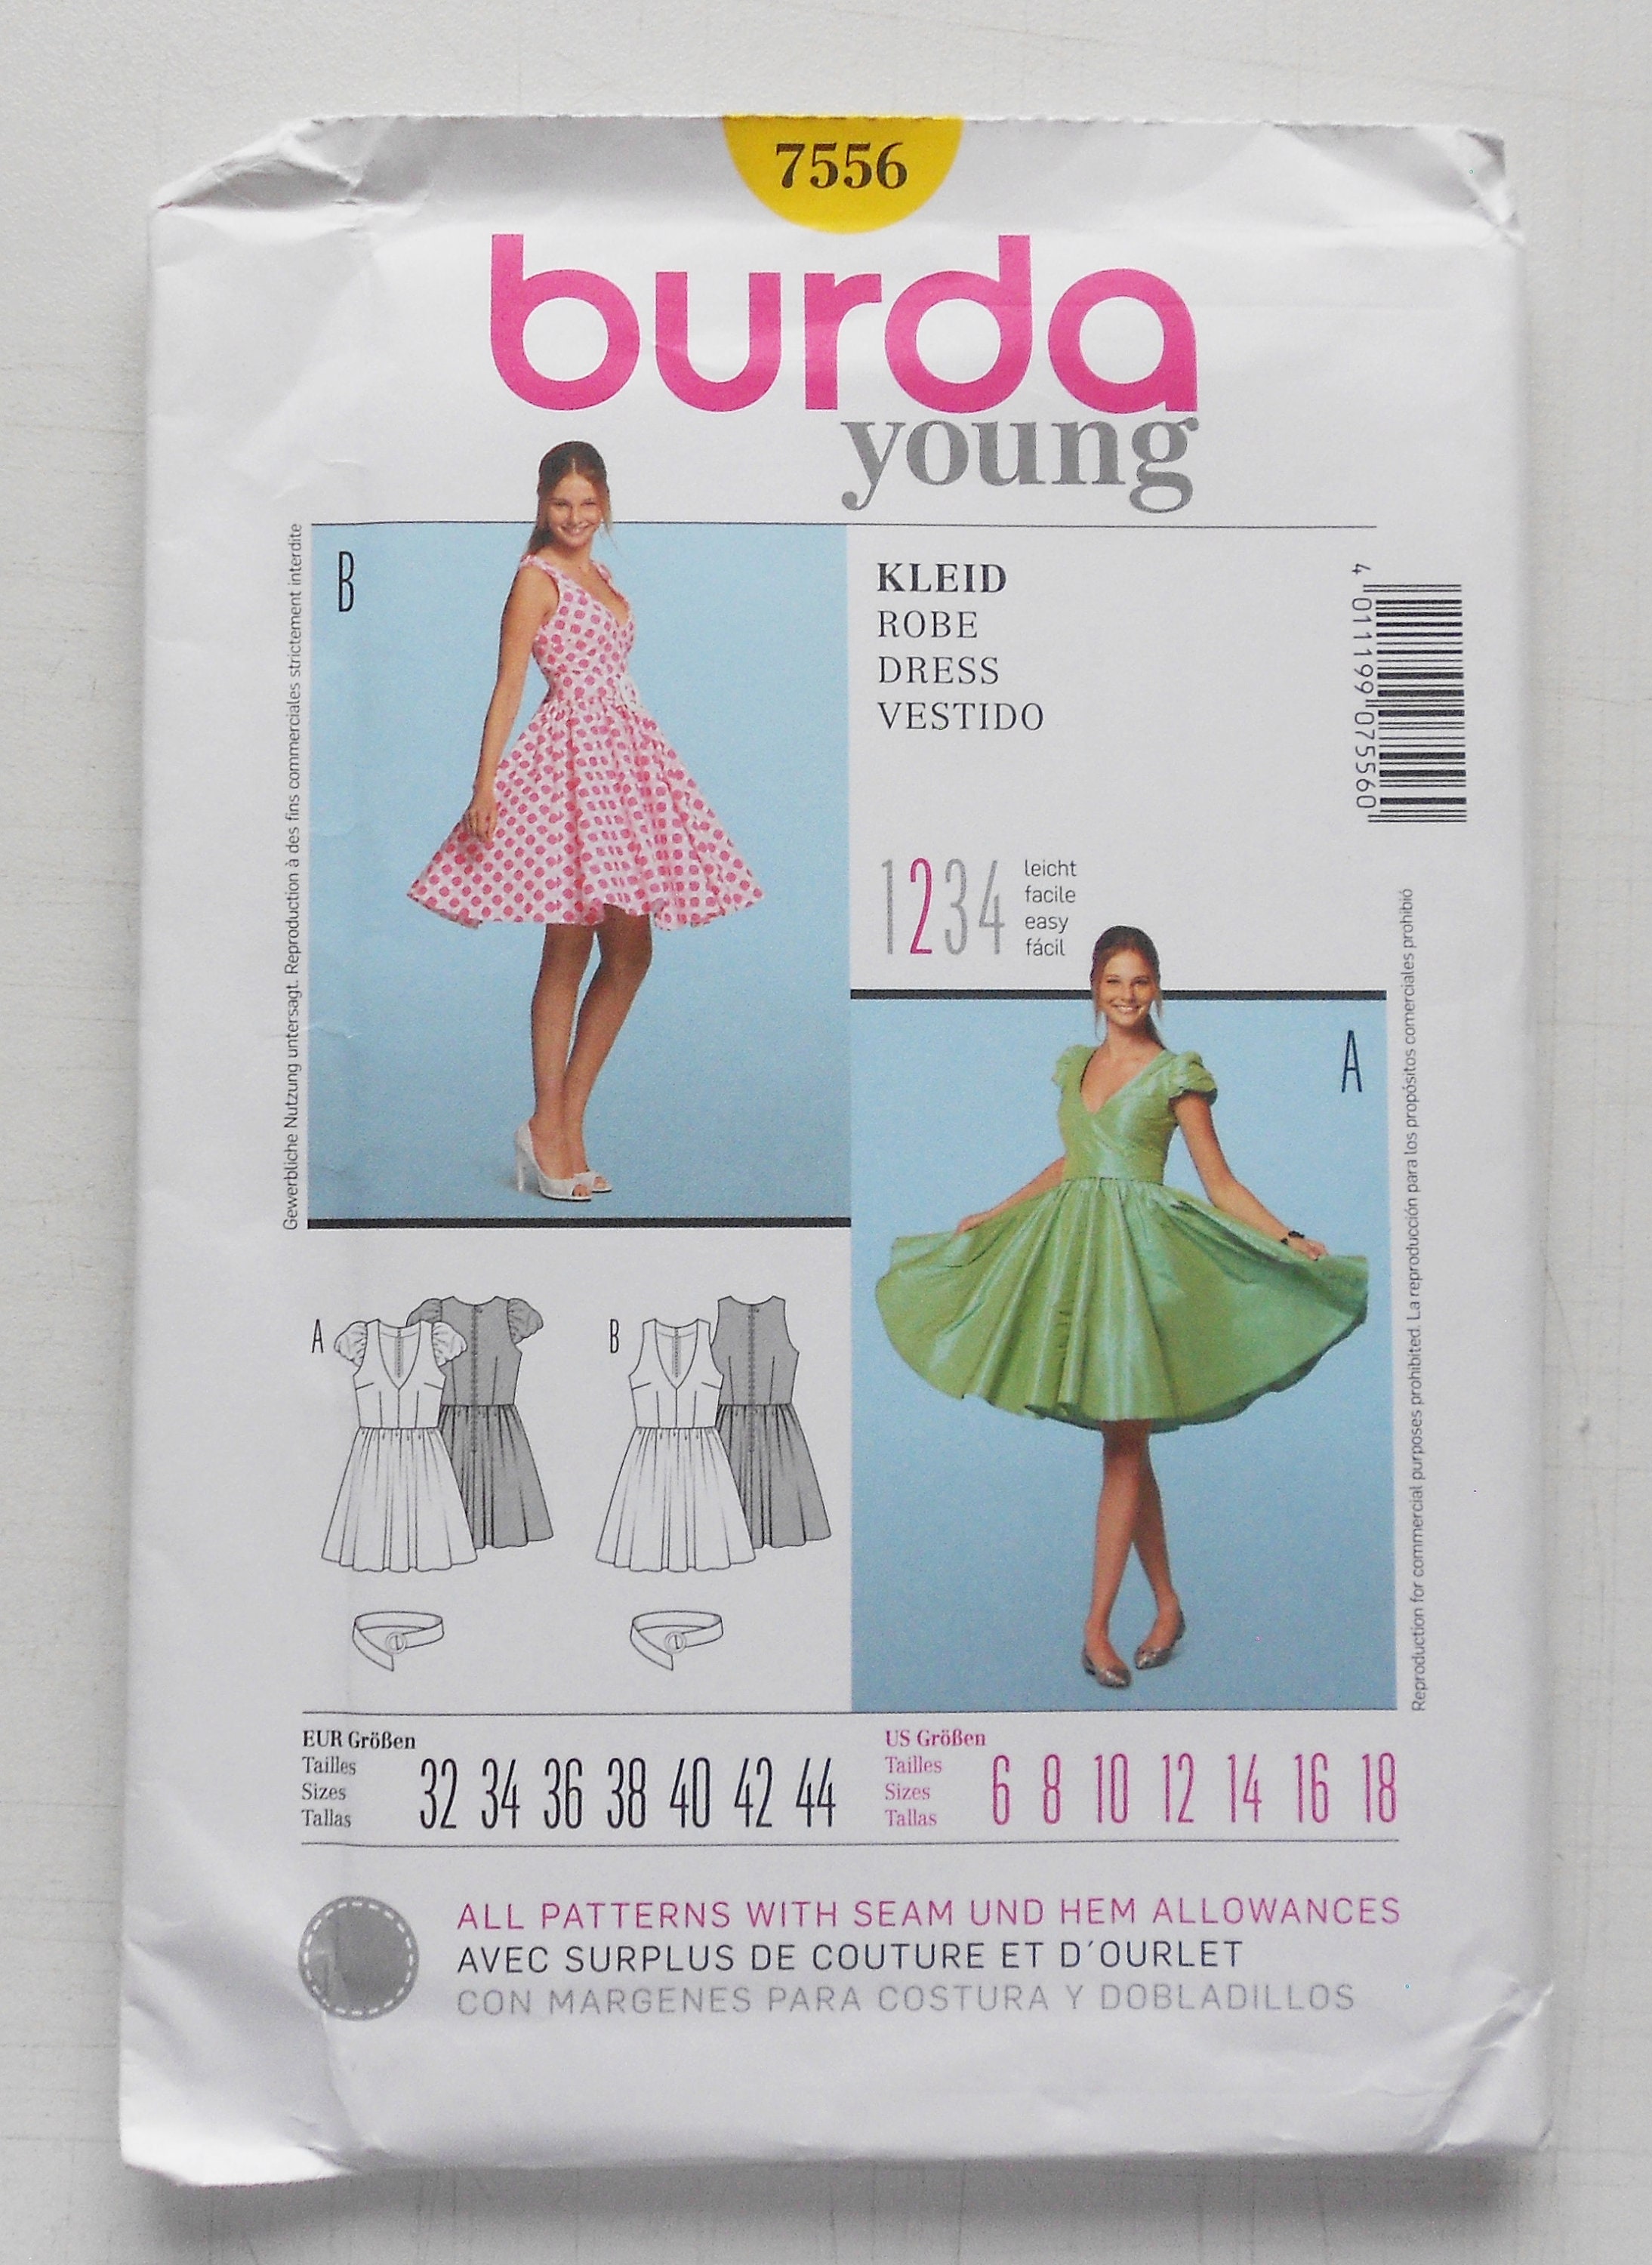 7556
burda
young
B
KLEID
ROBE
DRESS
VESTIDO
4 011199 075560
1234
leicht
facile
easy
fácil
A
Gewerbliche Nutzung untersagt. Reproduction à des fins commerciales strictement interdite
Reproduction for commercial purposes prohibited. La reproducción para los propósitos comerciales prohibió
A
B
EUR Größen
Tailles
Sizes
Tallas
32 34 36 38 40 42 44
US Größen
Tailles
Sizes
Tallas
6 8 10 12 14 16 18
ALL PATTERNS WITH SEAM UND HEM ALLOWANCES
AVEC SURPLUS DE COUTURE ET D´OURLET
CON MARGENES PARA COSTURA Y DOBLADILLOS